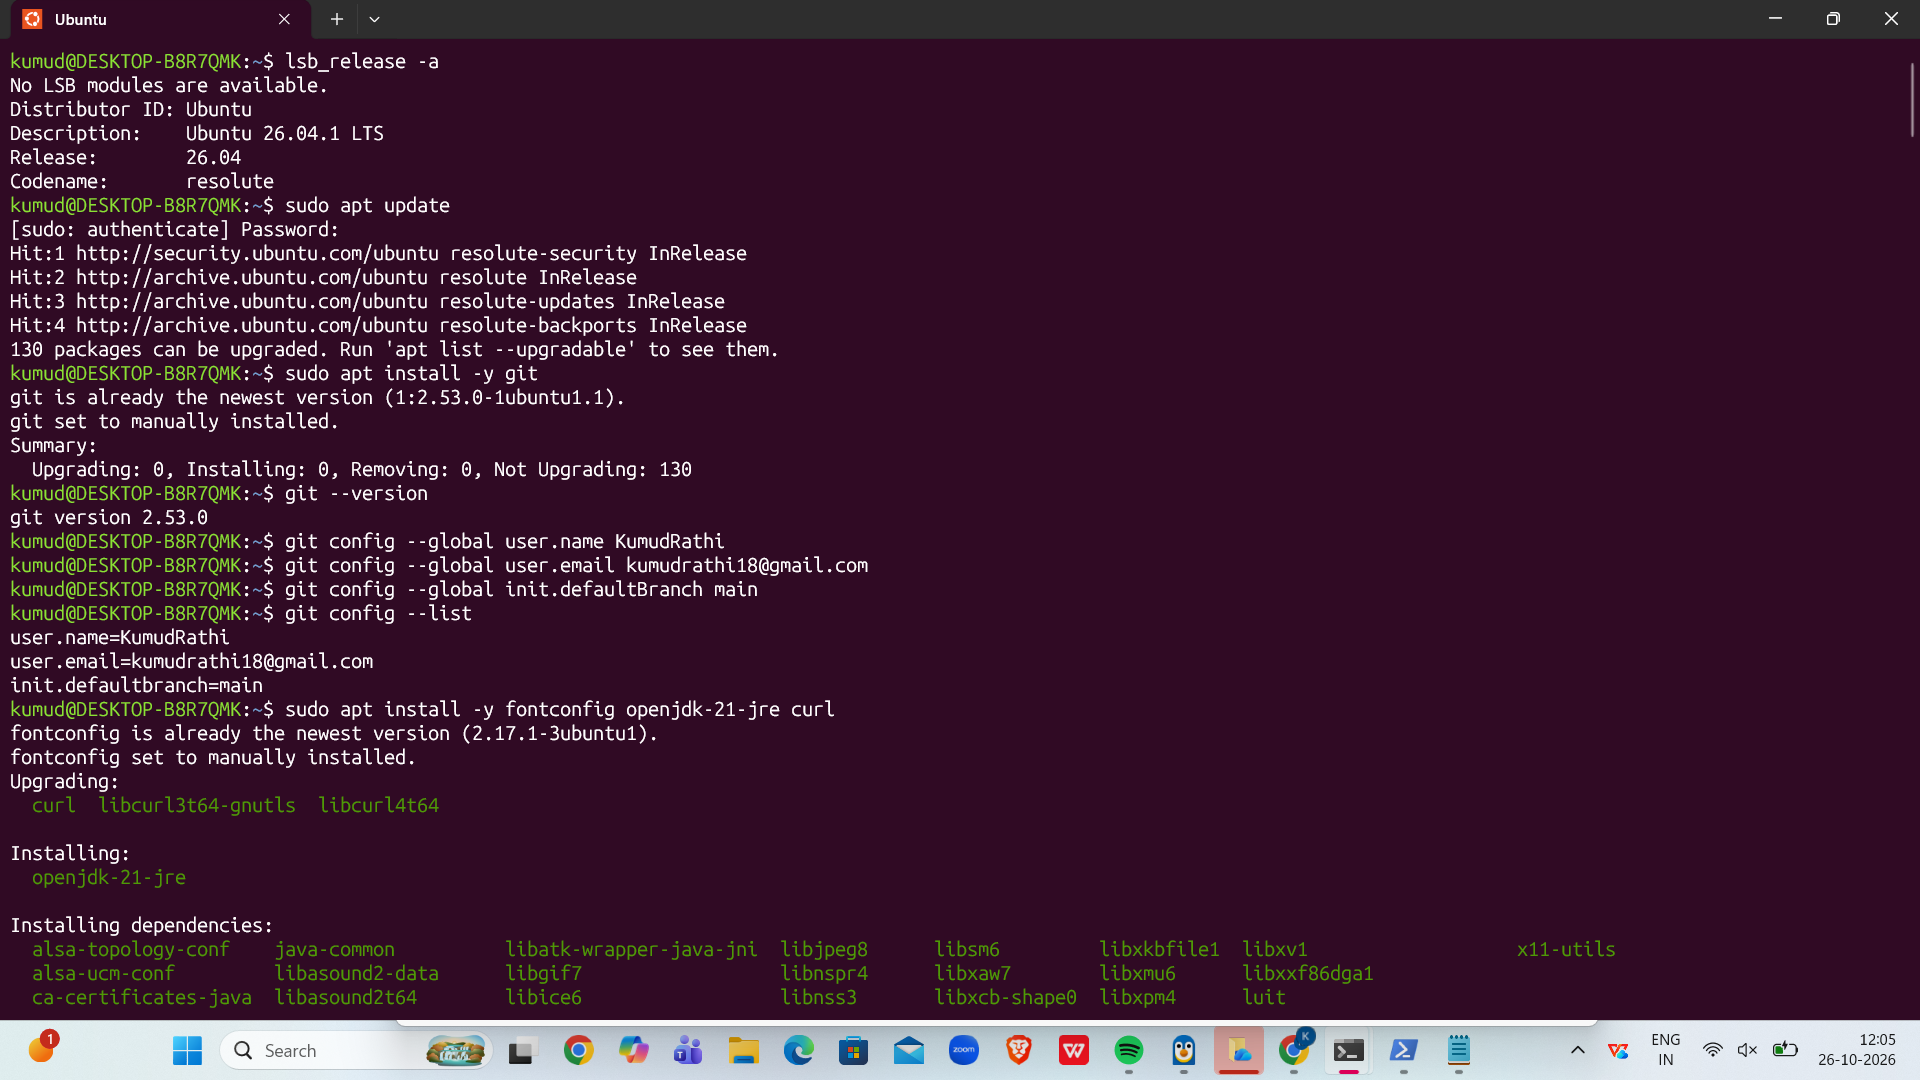 Ubuntu
kumud@DESKTOP-B8R7QMK:~$ lsb_release -a
No LSB modules are available.
Distributor ID: Ubuntu
Description:    Ubuntu 26.04.1 LTS
Release:        26.04
Codename:       resolute
kumud@DESKTOP-B8R7QMK:~$ sudo apt update
[sudo: authenticate] Password:
Hit:1 http://security.ubuntu.com/ubuntu resolute-security InRelease
Hit:2 http://archive.ubuntu.com/ubuntu resolute InRelease
Hit:3 http://archive.ubuntu.com/ubuntu resolute-updates InRelease
Hit:4 http://archive.ubuntu.com/ubuntu resolute-backports InRelease
130 packages can be upgraded. Run 'apt list --upgradable' to see them.
kumud@DESKTOP-B8R7QMK:~$ sudo apt install -y git
git is already the newest version (1:2.53.0-1ubuntu1.1).
git set to manually installed.
Summary:
  Upgrading: 0, Installing: 0, Removing: 0, Not Upgrading: 130
kumud@DESKTOP-B8R7QMK:~$ git --version
git version 2.53.0
kumud@DESKTOP-B8R7QMK:~$ git config --global user.name KumudRathi
kumud@DESKTOP-B8R7QMK:~$ git config --global user.email kumudrathi18@gmail.com
kumud@DESKTOP-B8R7QMK:~$ git config --global init.defaultBranch main
kumud@DESKTOP-B8R7QMK:~$ git config --list
user.name=KumudRathi
user.email=kumudrathi18@gmail.com
init.defaultbranch=main
kumud@DESKTOP-B8R7QMK:~$ sudo apt install -y fontconfig openjdk-21-jre curl
fontconfig is already the newest version (2.17.1-3ubuntu1).
fontconfig set to manually installed.
Upgrading:
  curl  libcurl3t64-gnutls  libcurl4t64
Installing:
  openjdk-21-jre
Installing dependencies:
  alsa-topology-conf    java-common       libatk-wrapper-java-jni  libjpeg8      libsm6        libxkbfile1  libxv1                   x11-utils
  alsa-ucm-conf         libasound2-data   libgif7                  libnspr4      libxaw7       libxmu6      libxxf86dga1
  ca-certificates-java  libasound2t64     libice6                  libnss3       libxcb-shape0  libxpm4      luit
1
Search
T
zoom
W
K
ENG
IN
12:05
26-10-2026